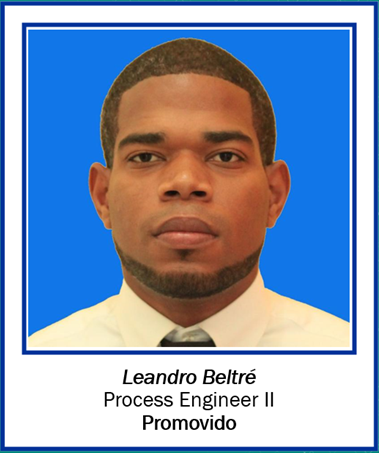 Leandro Beltré
Process Engineer II
Promovido